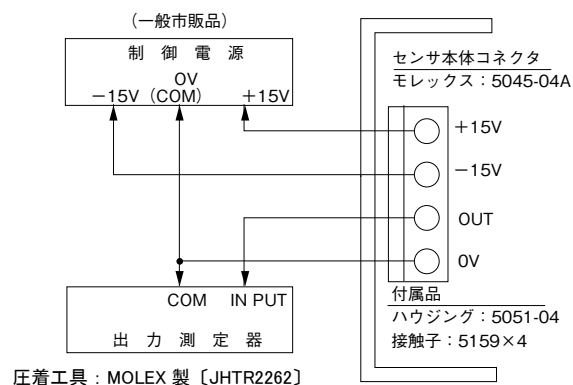 (一般市販品)
制 御 電 源
0V
−15V (COM) +15V
センサ本体コネクタ
モレックス：5045-04A
+15V
−15V
OUT
0V
COM IN PUT
出 力 測 定 器
付属品
ハウジング：5051-04
接触子：5159×4
圧着工具：MOLEX 製〔JHTR2262〕